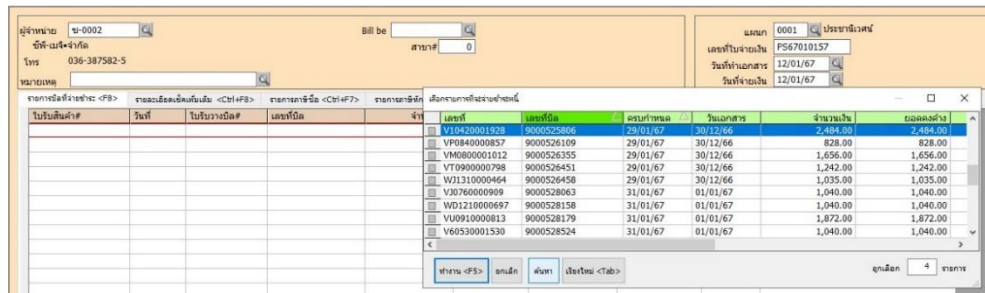 ผู้จำหน่าย ซ-0002 Bill be แผนก 0001 ประชานิเวศน์
ซีพี-เมจิ•จำกัด สาขา# 0 เลขที่ใบจ่ายเงิน PS67010157
โทร 036-387582-5 วันที่ทำเอกสาร 12/01/67
หมายเหตุ วันที่จ่ายเงิน 12/01/67
รายการบิลที่จ่ายชำระ <F8> รายละเอียดเช็คเพิ่มเติม <Ctrl+F8> รายการภาษีซื้อ <Ctrl+F7> รายการภาษีหัก
ใบรับสินค้า# วันที่ ใบรับวางบิล# เลขที่บิล
เลือกรายการที่จะจ่ายชำระหนี้
เลขที่ เลขที่บิล ครบกำหนด วันเอกสาร จำนวนเงิน ยอดคงค้าง
V10420001928 9000525806 29/01/67 30/12/66 2,484.00 2,484.00
VP0840000857 9000526109 29/01/67 30/12/66 828.00 828.00
VM0800001012 9000526355 29/01/67 30/12/66 1,656.00 1,656.00
VT0900000798 9000526451 29/01/67 30/12/66 1,242.00 1,242.00
WJ1310000464 9000526458 29/01/67 30/12/66 1,035.00 1,035.00
VJ0760000909 9000528063 31/01/67 01/01/67 1,040.00 1,040.00
WD1210000697 9000528158 31/01/67 01/01/67 1,040.00 1,040.00
VU0910000813 9000528179 31/01/67 01/01/67 1,872.00 1,872.00
V60530001530 9000528524 31/01/67 01/01/67 1,040.00 1,040.00
ทำงาน <F5> ยกเลิก ค้นหา เรียงใหม่ <Tab> ถูกเลือก 4 รายการ